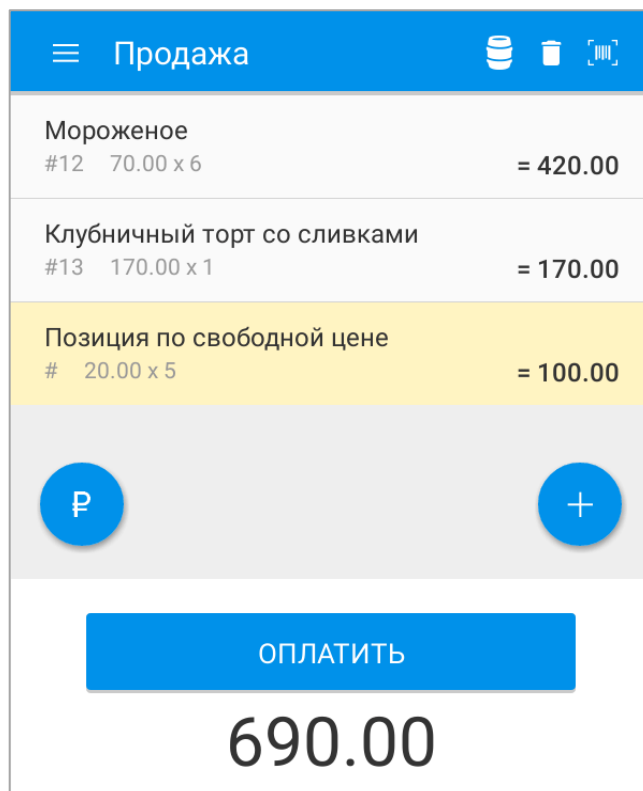 Продажа
Мороженое
#12 70.00 x 6 = 420.00
Клубничный торт со сливками
#13 170.00 x 1 = 170.00
Позиция по свободной цене
# 20.00 x 5 = 100.00
₽ +
ОПЛАТИТЬ
690.00